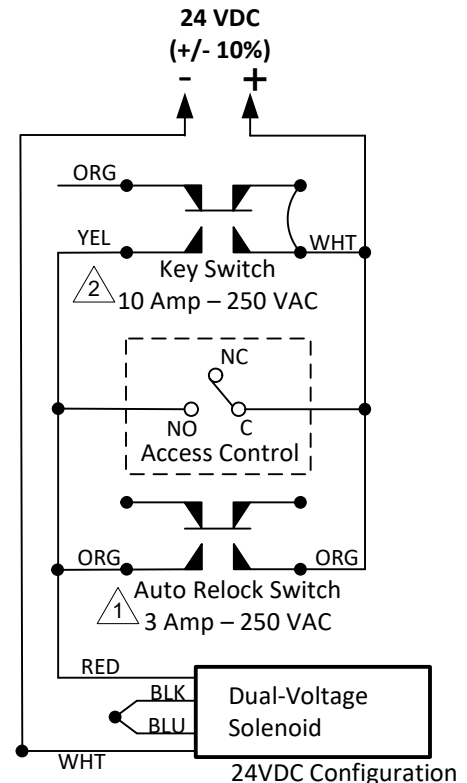 24 VDC
(+/- 10%)
- +
ORG
YEL
WHT
Key Switch
2
10 Amp – 250 VAC
NC
NO
C
Access Control
ORG
ORG
Auto Relock Switch
1
3 Amp – 250 VAC
RED
BLK
Dual-Voltage
BLU
Solenoid
WHT
24VDC Configuration